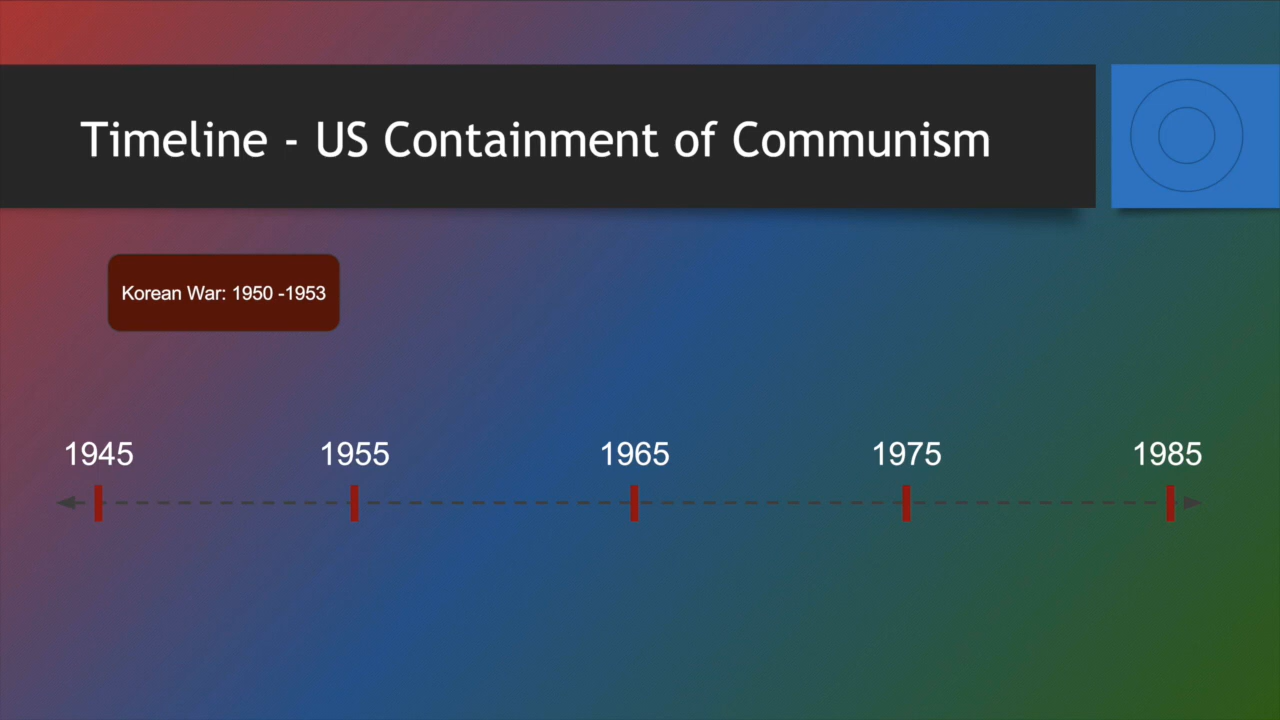 Timeline - US Containment of Communism
Korean War: 1950 -1953
1945 1955 1965 1975 1985